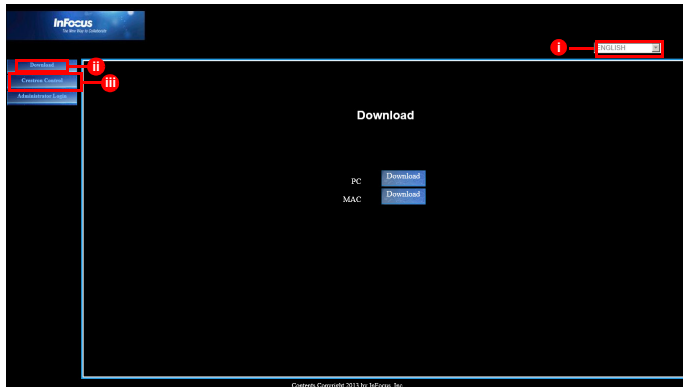 InFocus
The New Way to Collaborate
i
ENGLISH
Download
ii
Crestron Control
iii
Administrator Login
Download
PC
Download
MAC
Download
Contents Copyright 2013 by InFocus, Inc.